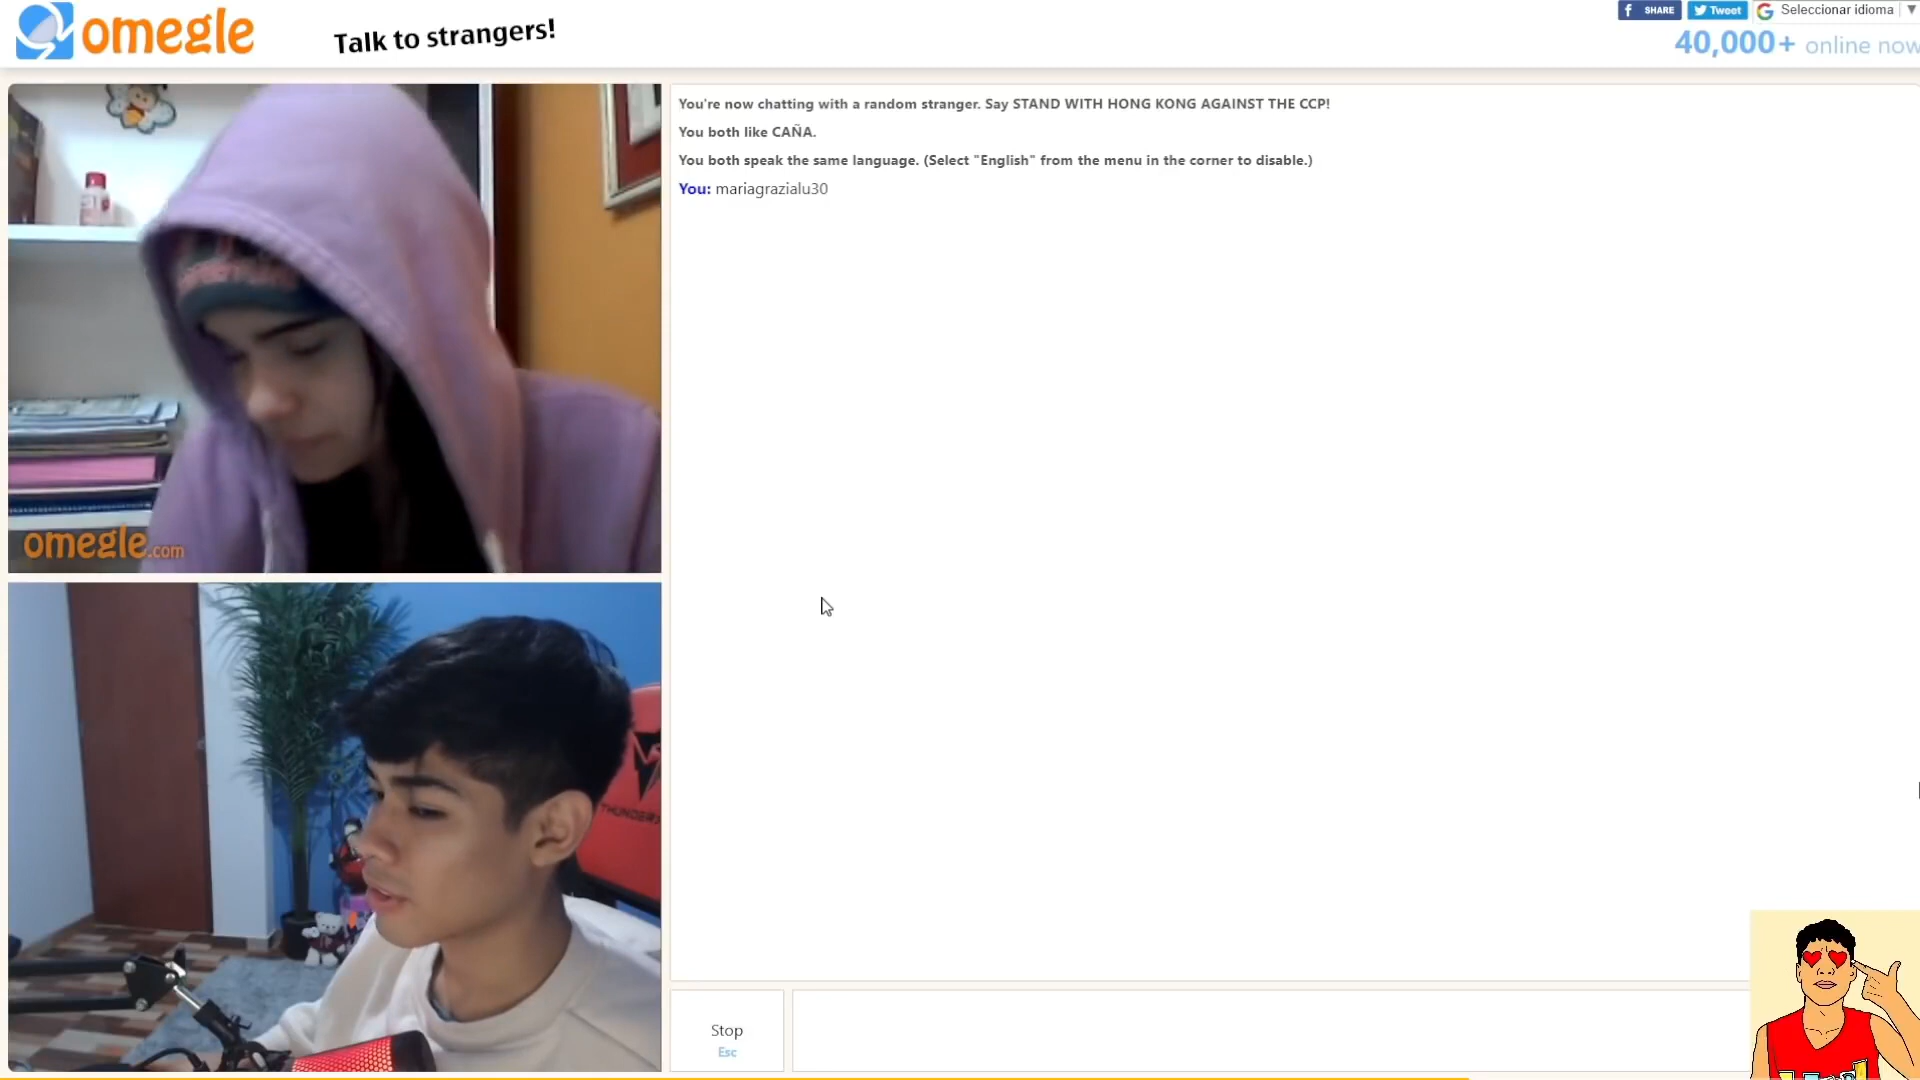 omegle
Talk to strangers!
SHARE
Tweet
Seleccionar idioma
40,000+ online now
You're now chatting with a random stranger. Say STAND WITH HONG KONG AGAINST THE CCP!
You both like CAÑA.
You both speak the same language. (Select "English" from the menu in the corner to disable.)
You: mariagrazialu30
omegle.com
Stop
Esc